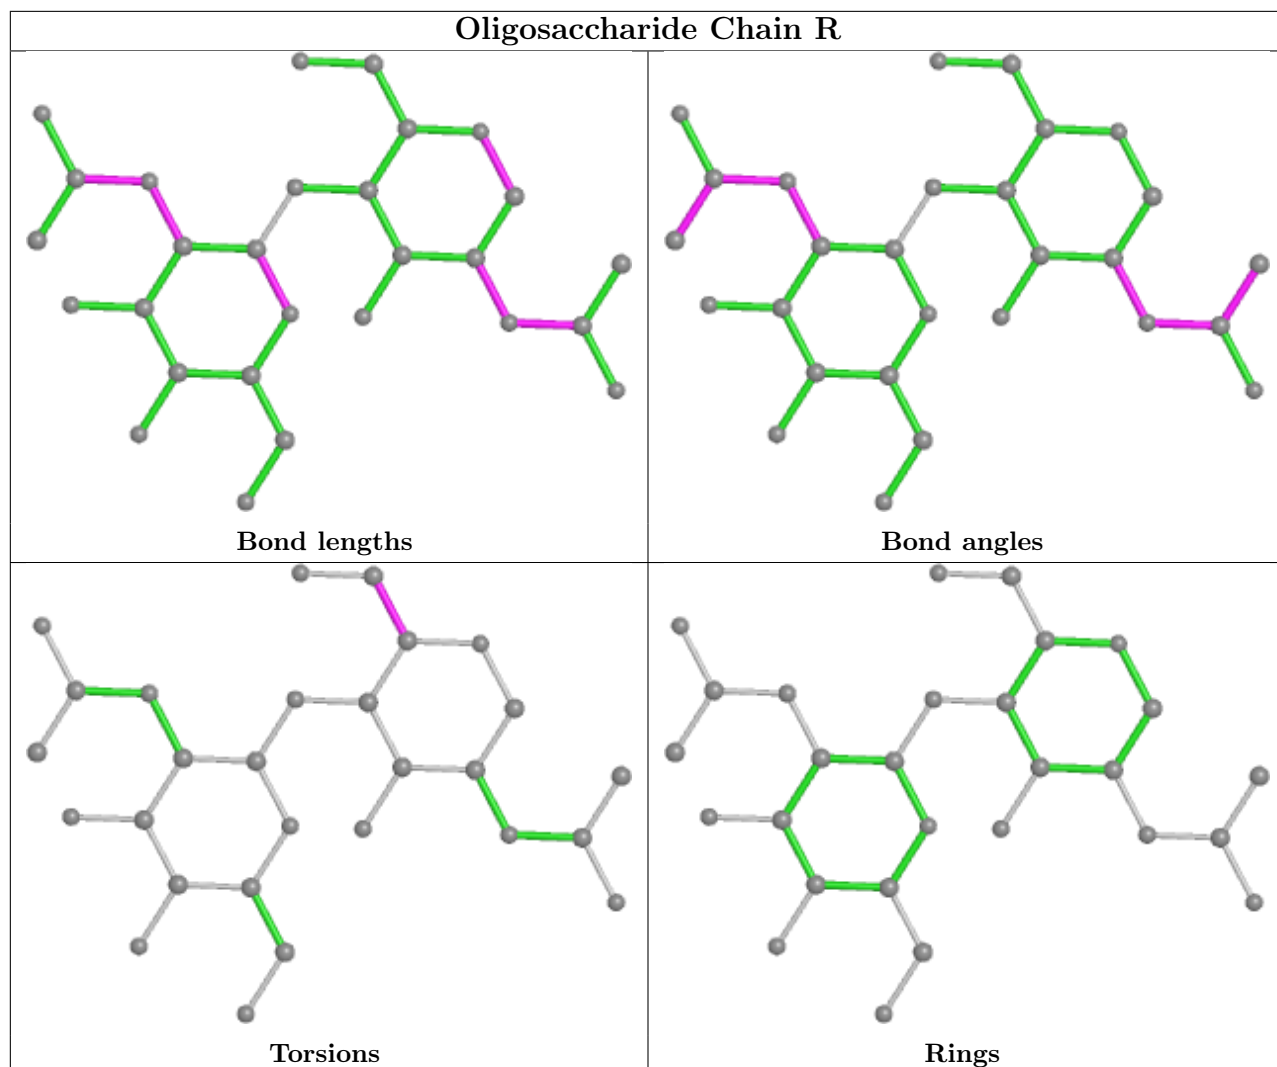 Oligosaccharide Chain R
Bond lengths
Bond angles
Torsions
Rings